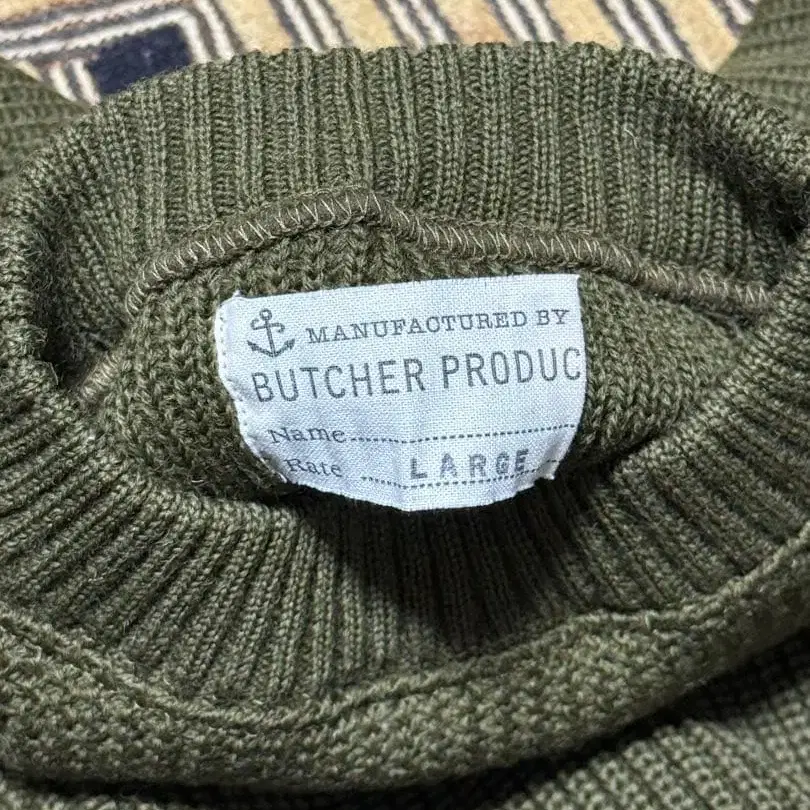 MANUFACTURED BY
BUTCHER PRODUC
Name
Rate LARGE